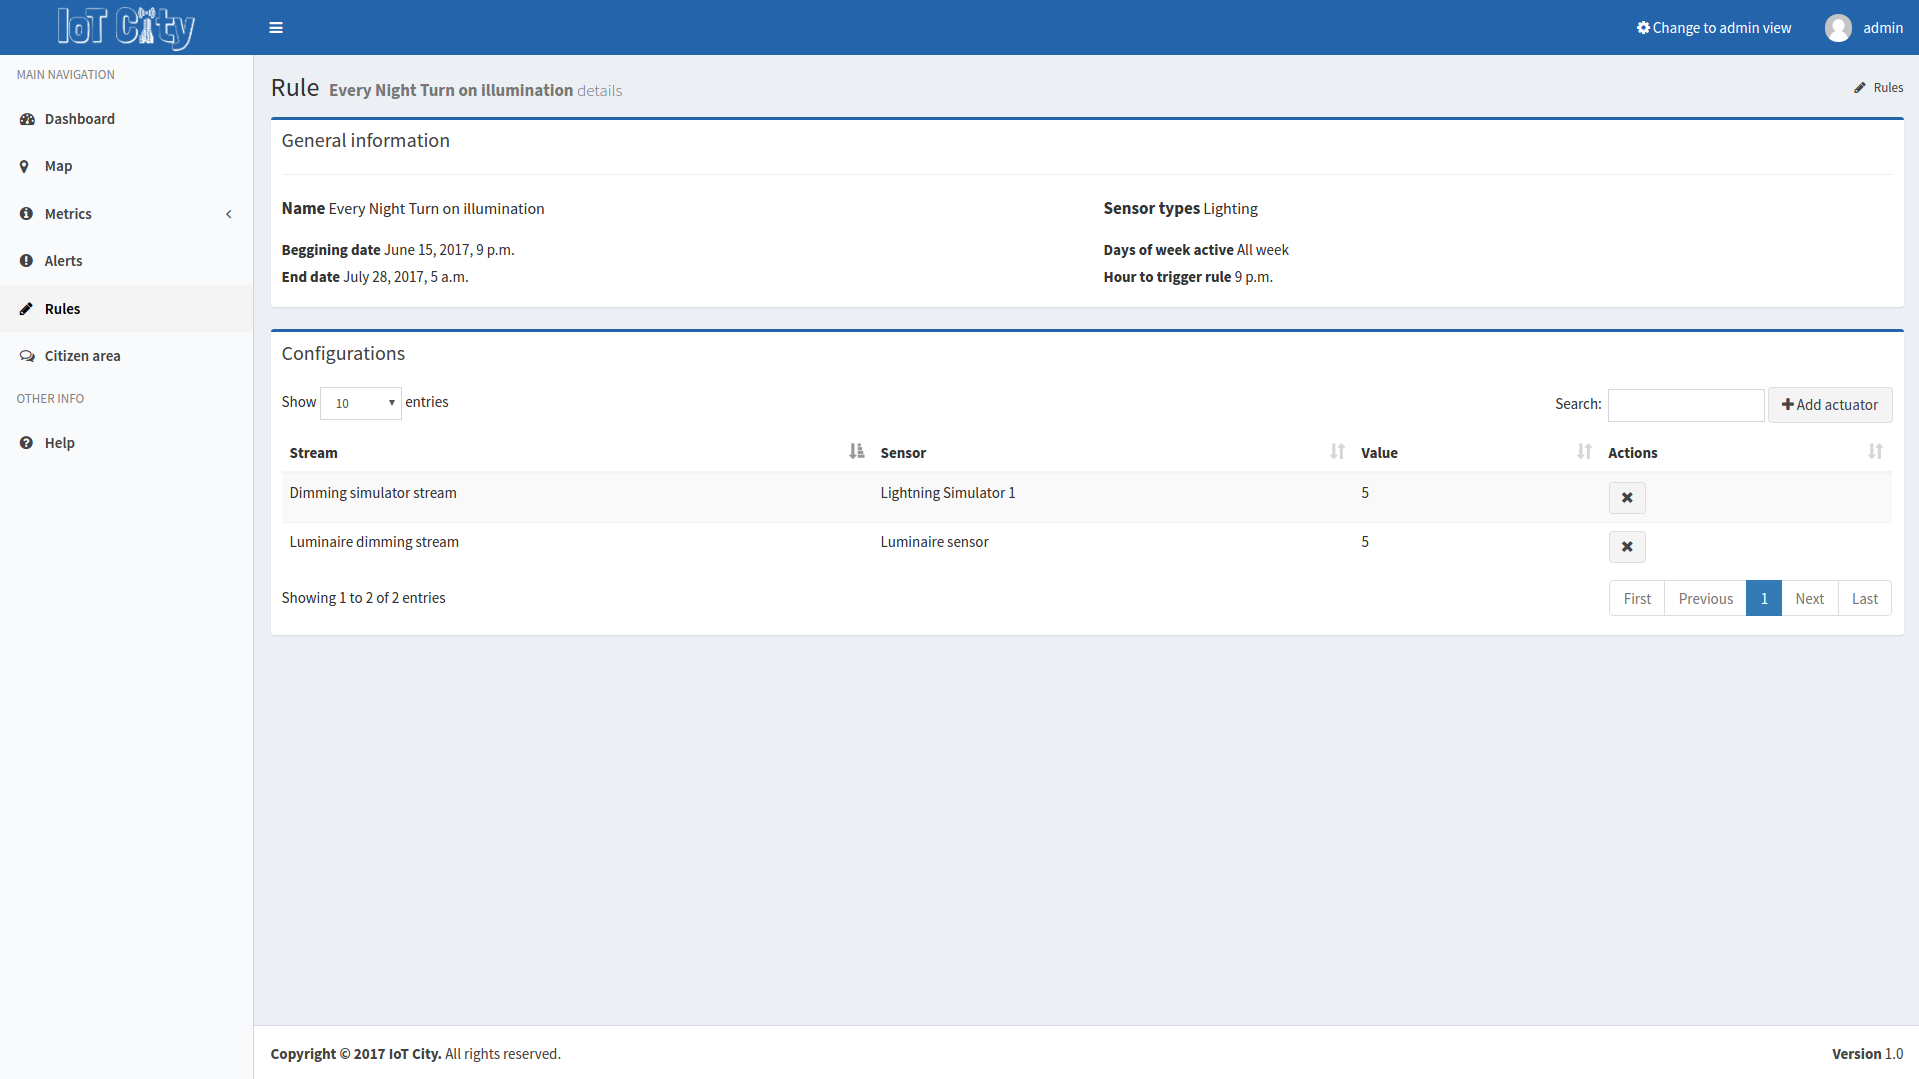 IoT City
Change to admin view
admin
MAIN NAVIGATION
Dashboard
Map
Metrics
Alerts
Rules
Citizen area
OTHER INFO
Help
Rule Every Night Turn on illumination details
Rules
General information
Name Every Night Turn on illumination
Sensor types Lighting
Beggining date June 15, 2017, 9 p.m.
Days of week active All week
End date July 28, 2017, 5 a.m.
Hour to trigger rule 9 p.m.
Configurations
Show 10 entries
Search:
Add actuator
Stream Sensor Value Actions
Dimming simulator stream Lightning Simulator 1 5
Luminaire dimming stream Luminaire sensor 5
Showing 1 to 2 of 2 entries
First Previous 1 Next Last
Copyright © 2017 IoT City. All rights reserved.
Version 1.0